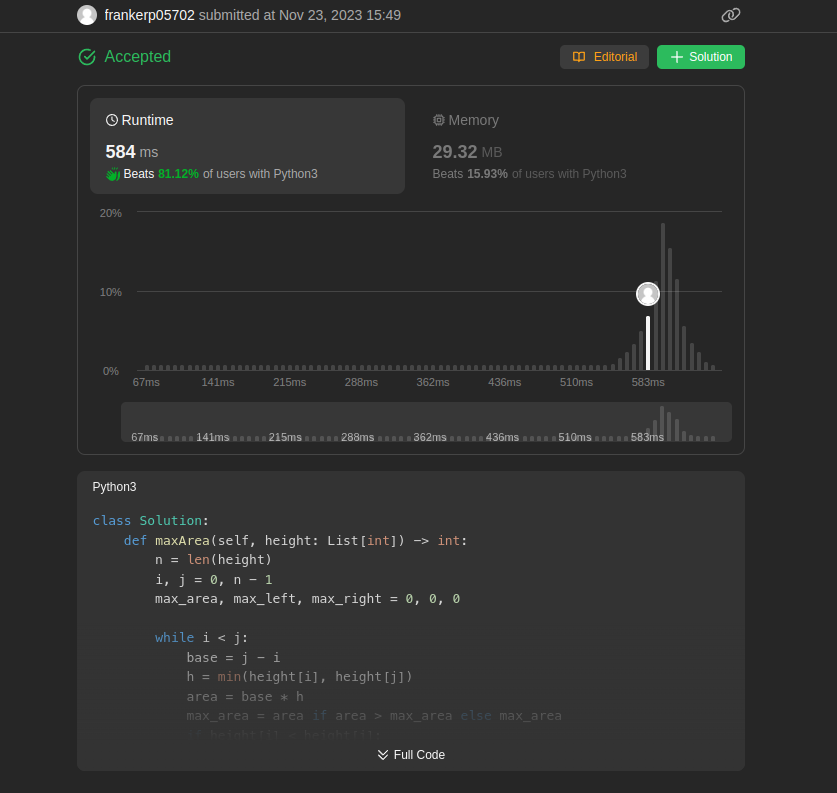 frankerp05702 submitted at Nov 23, 2023 15:49
Accepted
Editorial
Solution
Runtime
584 ms
Beats 81.12% of users with Python3
Memory
29.32 MB
Beats 15.93% of users with Python3
20%
10%
0%
67ms 141ms 215ms 288ms 362ms 436ms 510ms 583ms
67ms 141ms 215ms 288ms 362ms 436ms 510ms 583ms
Python3
class Solution:
    def maxArea(self, height: List[int]) -> int:
        n = len(height)
        i, j = 0, n - 1
        max_area, max_left, max_right = 0, 0, 0
        while i < j:
            base = j - i
            h = min(height[i], height[j])
            area = base * h
            max_area = area if area > max_area else max_area
Full Code